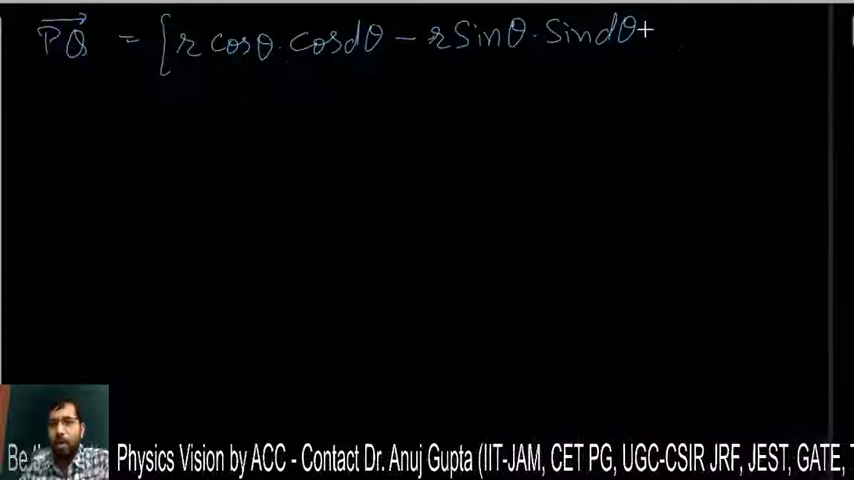 PQ⃗ = [r cosθ . cosdθ - r Sinθ . Sindθ+
Physics Vision by ACC - Contact Dr. Anuj Gupta (IIT-JAM, CET PG, UGC-CSIR JRF, JEST, GATE, T